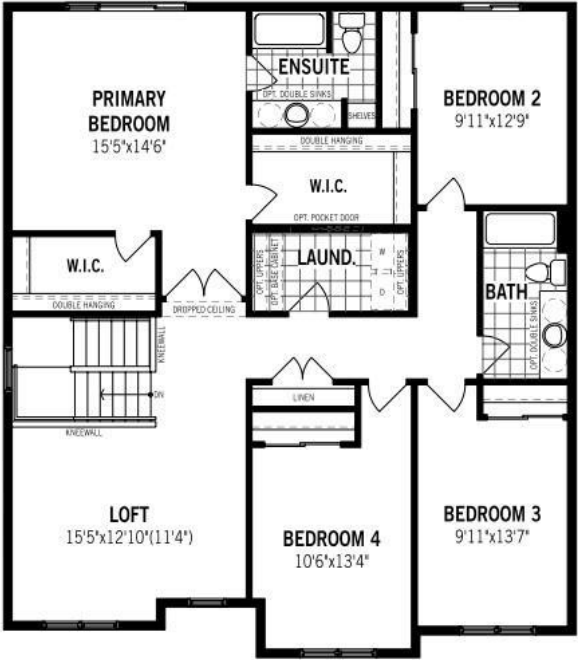 ENSUITE
OPT. DOUBLE SINKS
SHELVES
PRIMARY
BEDROOM
15'5"x14'6"
BEDROOM 2
9'11"x12'9"
DOUBLE HANGING
W.I.C.
OPT. POCKET DOOR
W.I.C.
DOUBLE HANGING
LAUND.
OPT. UPPERS
OPT. BASE CABINET
W
D
OPT. UPPERS
DROPPED CEILING
BATH
OPT. DOUBLE SINKS
KNEEWALL
DN
KNEEWALL
LINEN
LOFT
15'5"x12'10"(11'4")
BEDROOM 4
10'6"x13'4"
BEDROOM 3
9'11"x13'7"